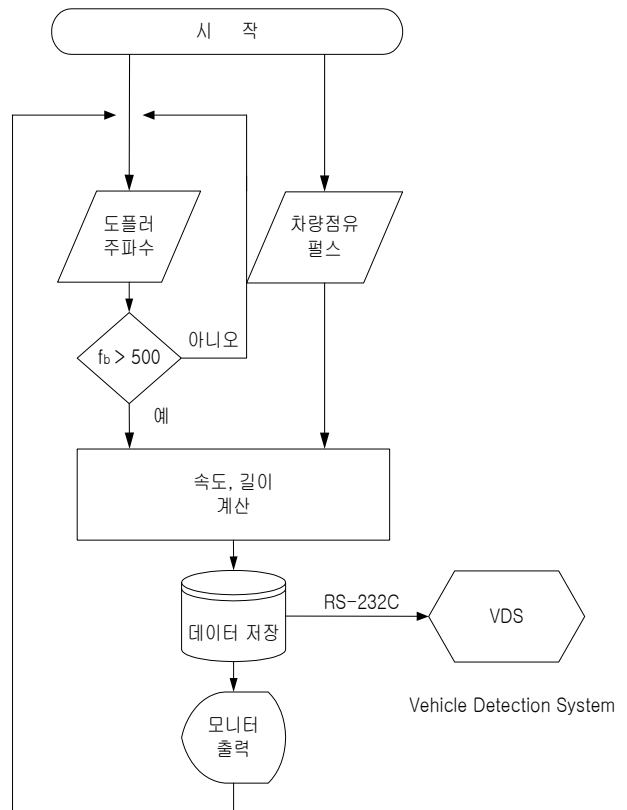 시 작
도플러
주파수
차량점유
펄스
fb > 500
아니오
예
속도, 길이
계산
데이터 저장
RS-232C
VDS
Vehicle Detection System
모니터
출력